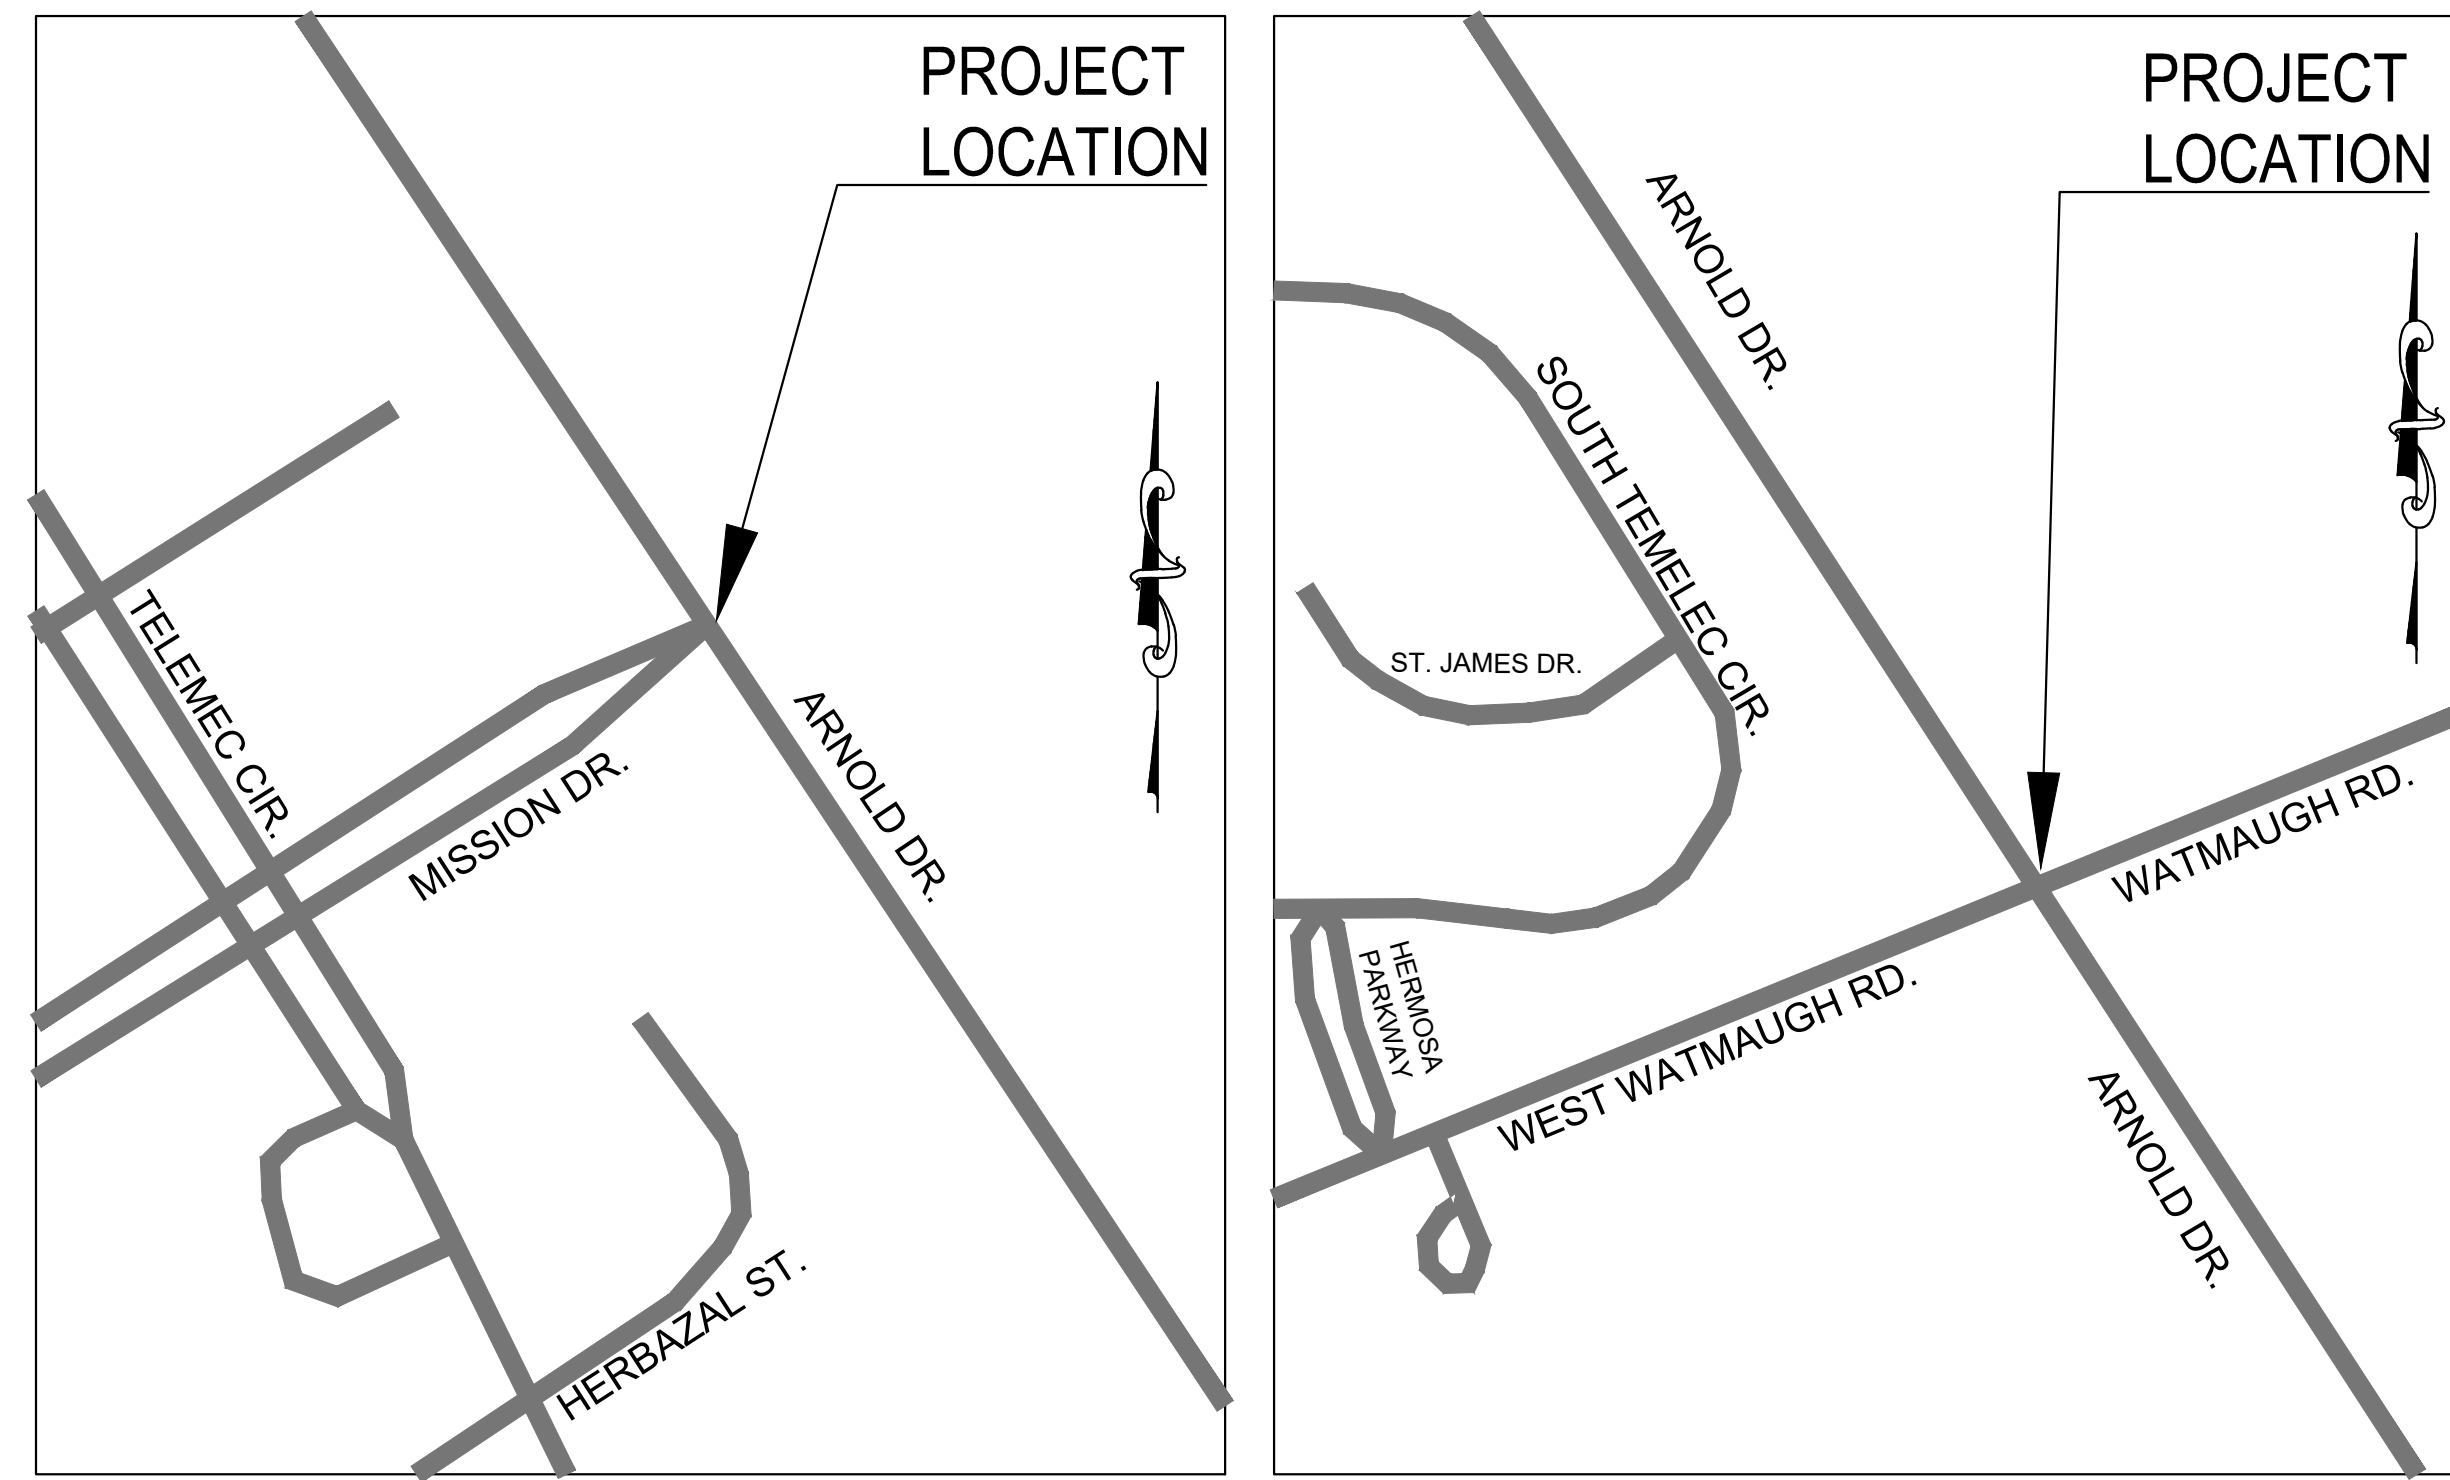 PROJECT
LOCATION
TELEMEC CIR.
MISSION DR.
ARNOLD DR.
HERBAZAL ST.
PROJECT
LOCATION
ARNOLD DR.
SOUTH TEMELEC CIR.
ST. JAMES DR.
WATMAUGH RD.
HERMOSA
PARKWAY
WEST WATMAUGH RD.
ARNOLD DR.